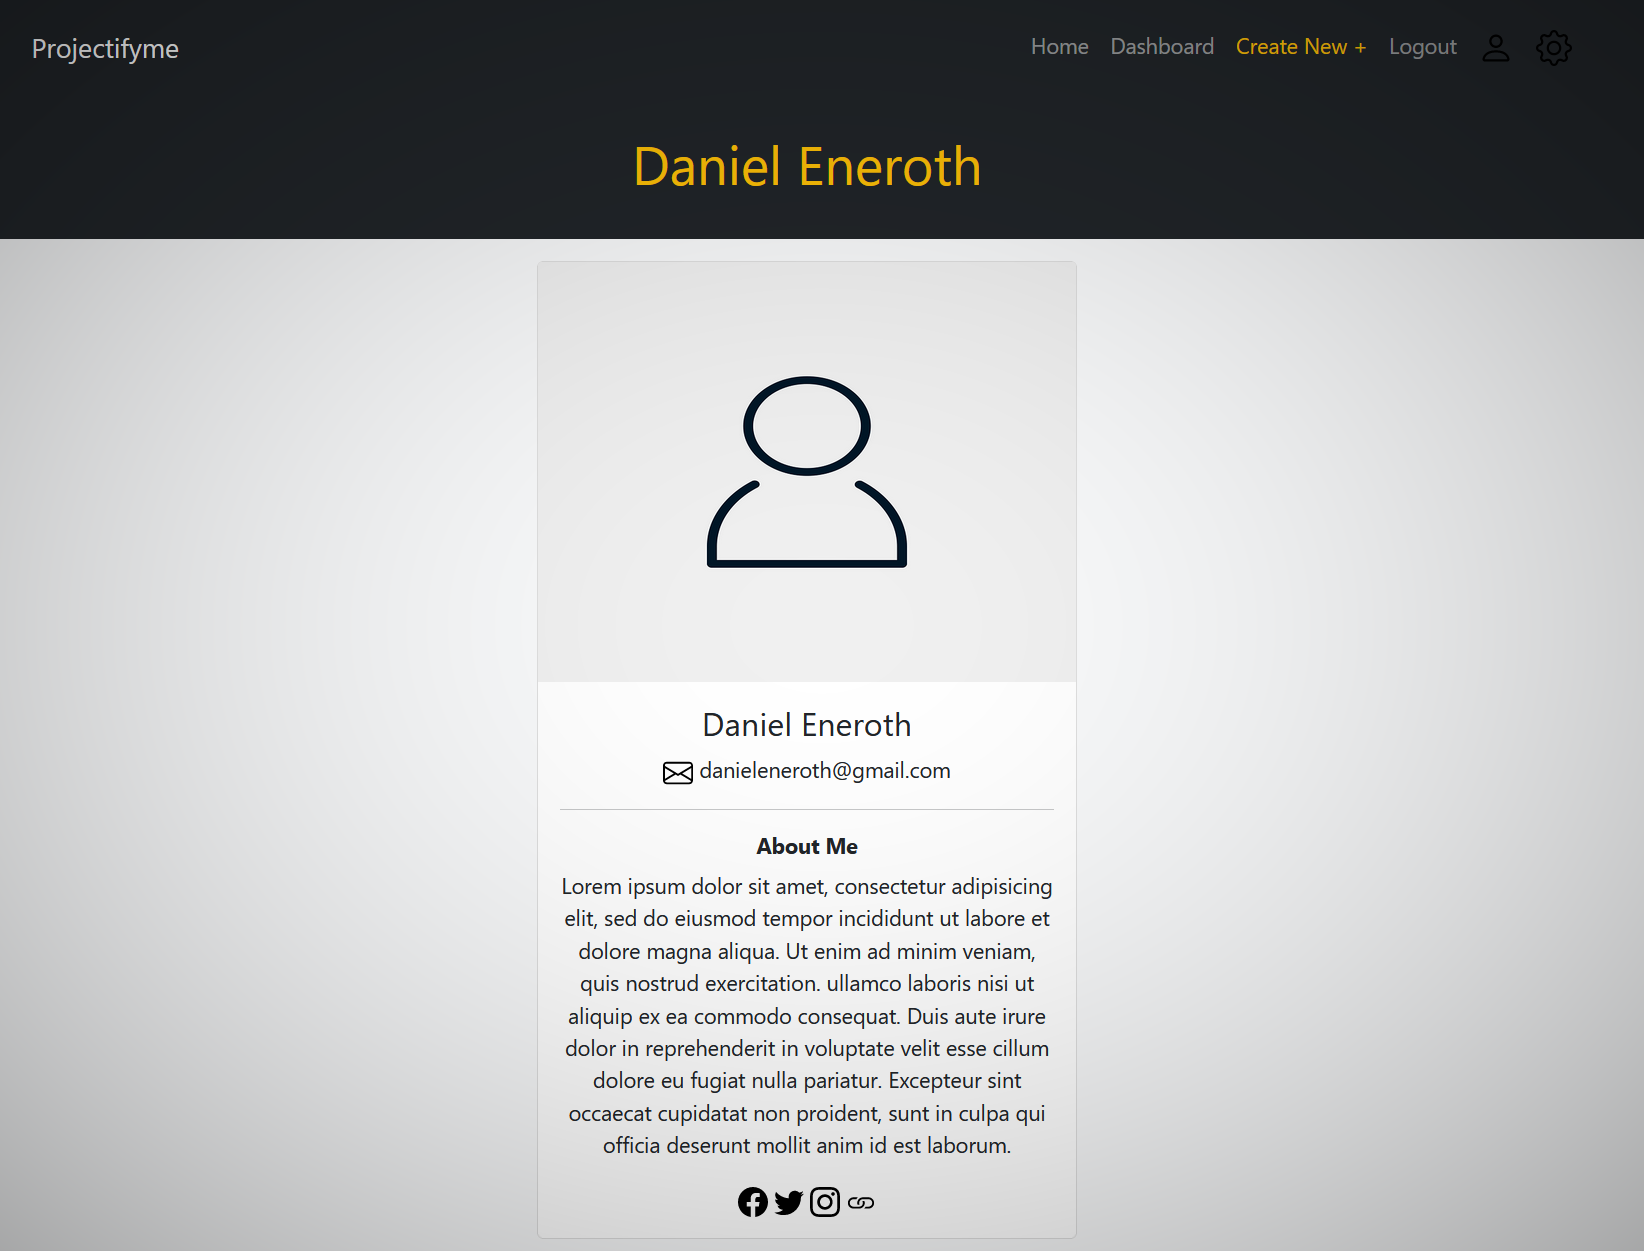 Projectifyme
Home Dashboard Create New + Logout
Daniel Eneroth
Daniel Eneroth
danieleneroth@gmail.com
About Me
Lorem ipsum dolor sit amet, consectetur adipisicing
elit, sed do eiusmod tempor incididunt ut labore et
dolore magna aliqua. Ut enim ad minim veniam,
quis nostrud exercitation. ullamco laboris nisi ut
aliquip ex ea commodo consequat. Duis aute irure
dolor in reprehenderit in voluptate velit esse cillum
dolore eu fugiat nulla pariatur. Excepteur sint
occaecat cupidatat non proident, sunt in culpa qui
officia deserunt mollit anim id est laborum.